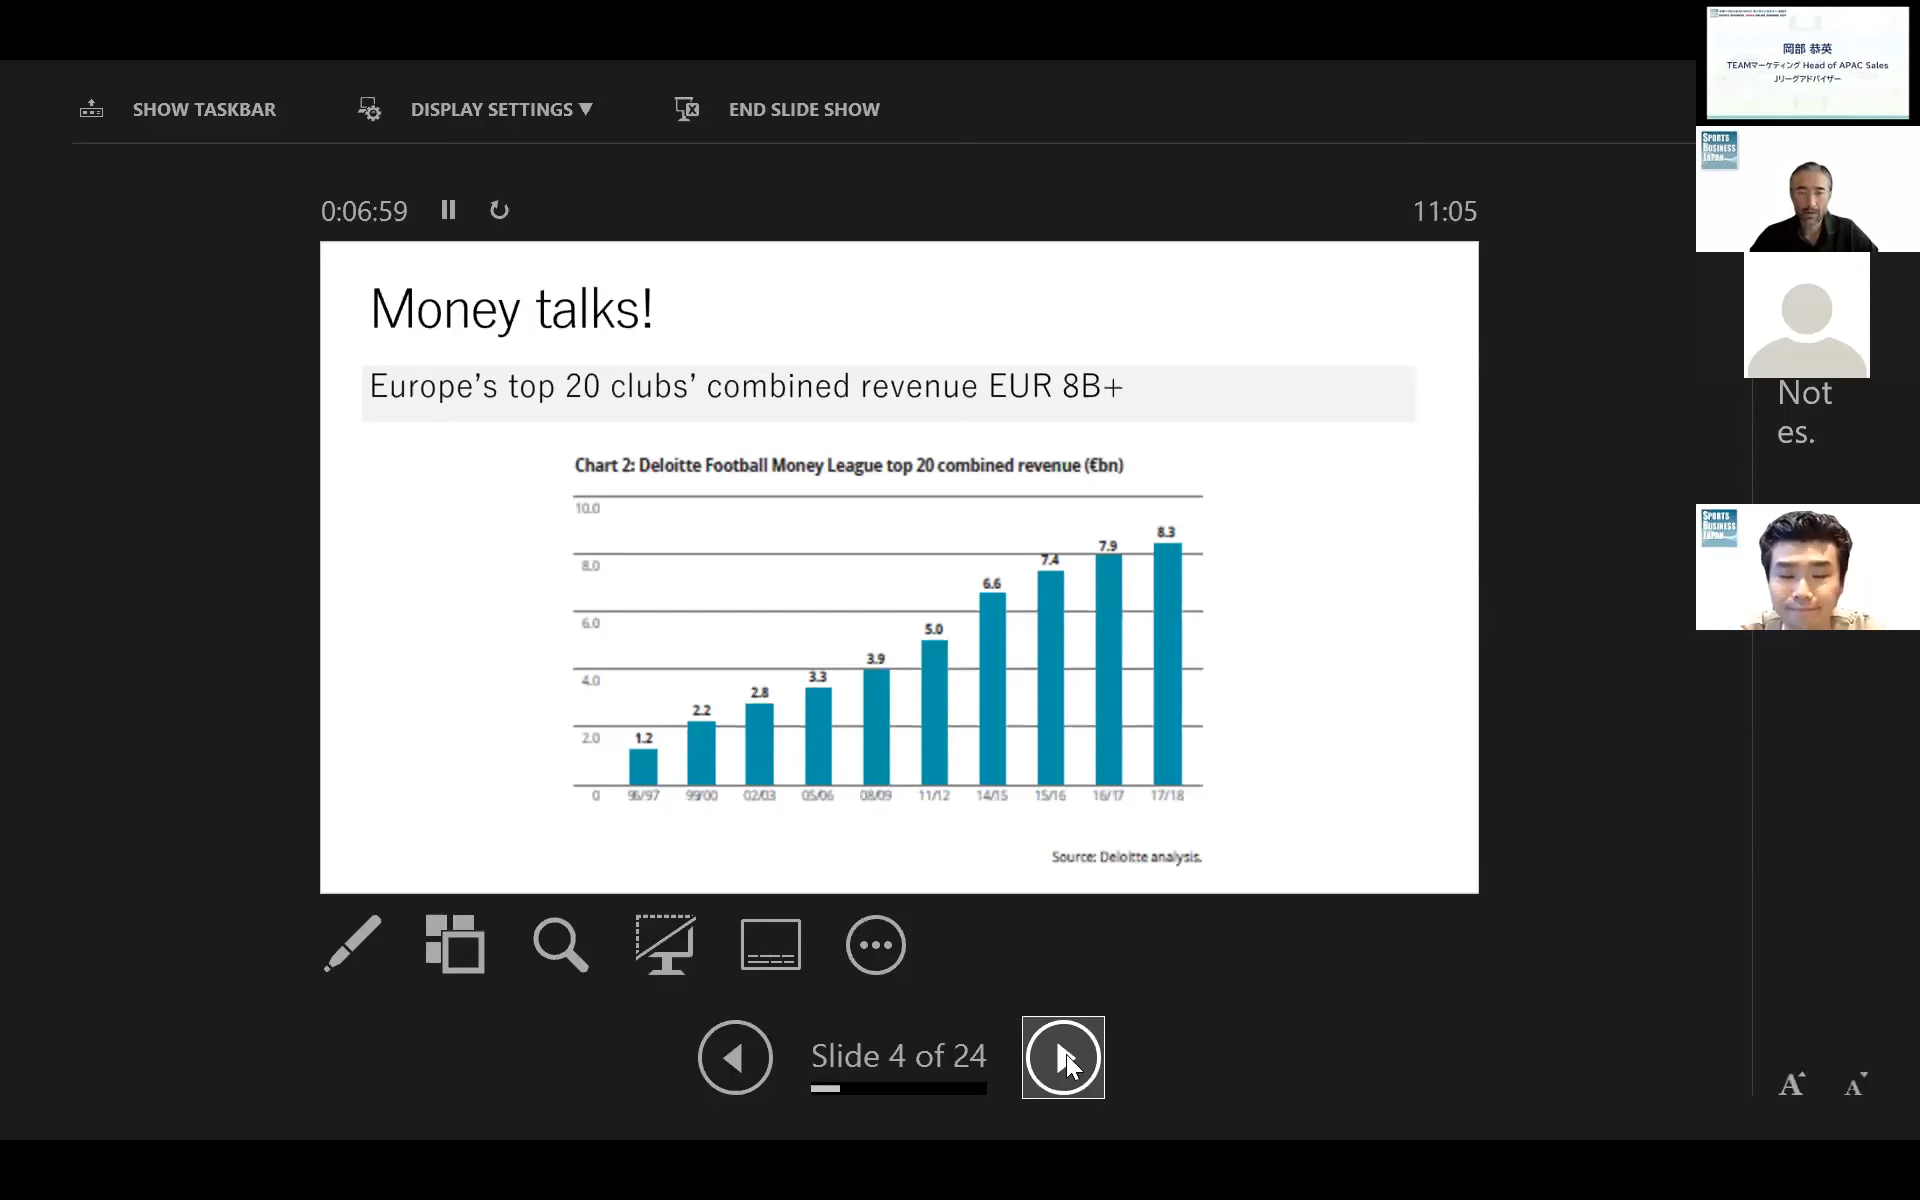 SHOW TASKBAR
DISPLAY SETTINGS ▼
END SLIDE SHOW
0:06:59
11:05
Money talks!
Europe's top 20 clubs' combined revenue EUR 8B+
Chart 2: Deloitte Football Money League top 20 combined revenue (€bn)
10.0
8.0
6.0
4.0
2.0
0
1.2
2.2
2.8
3.3
3.9
5.0
6.6
7.4
7.9
8.3
96/97
99/00
02/03
05/06
08/09
11/12
14/15
15/16
16/17
17/18
Source: Deloitte analysis.
Slide 4 of 24
岡部 恭英
TEAMマーケティング Head of APAC Sales
Jリーグアドバイザー
SPORTS
BUSINESS
JAPAN
Not
es.
SPORTS
BUSINESS
JAPAN
A
A